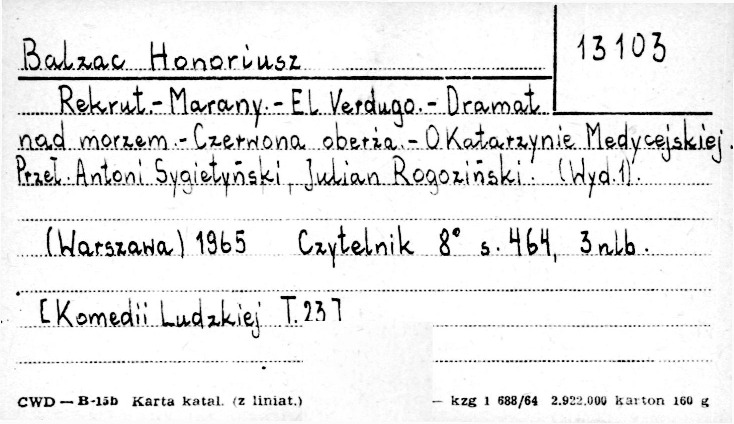 Balzac Honoriusz
13103
Rekrut.- Marany.- El Verdugo.- Dramat
nad morzem.- Czerwona oberża.- O Katarzynie Medycejskiej.
Przeł. Antoni Sygietyński, Julian Rogoziński. (Wyd.1).
(Warszawa) 1965 Czytelnik 8° s. 464, 3 nlb.
[Komedii Ludzkiej T. 23]
CWD — B-15b Karta katal. (z liniat.) — kzg 1 688/64 2.922.000 karton 160 g